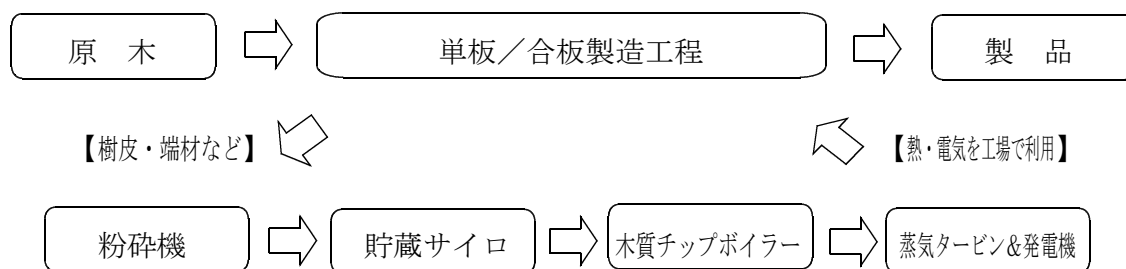 原　木
単板／合板製造工程
製　品
【樹皮・端材など】
【熱・電気を工場で利用】
粉砕機
貯蔵サイロ
木質チップボイラー
蒸気タービン&発電機